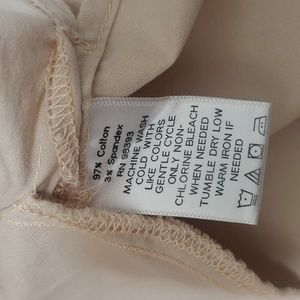 97% Cotton
3% Spandex
RN 98393
MACHINE WASH
COLD WITH
LIKE COLORS
GENTLE CYCLE
ONLY NON-
CHLORINE BLEACH
WHEN NEEDED
TUMBLE DRY LOW
WARM IRON IF
NEEDED